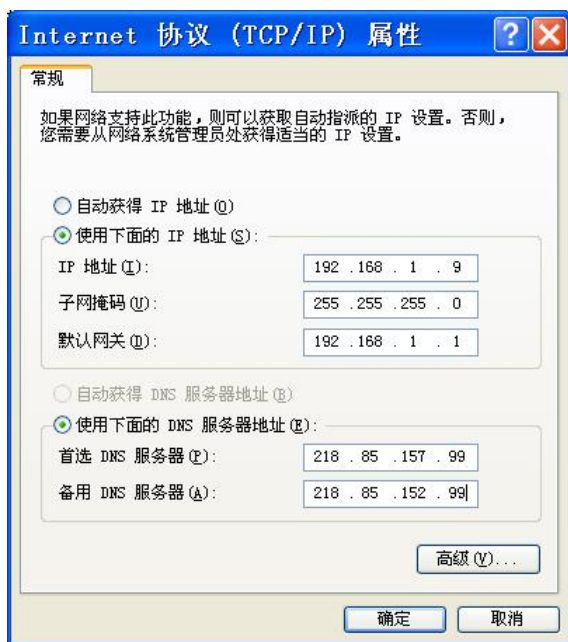 Internet 协议 (TCP/IP) 属性
常规
如果网络支持此功能，则可以获取自动指派的 IP 设置。否则，
您需要从网络系统管理员处获得适当的 IP 设置。
自动获得 IP 地址(O)
使用下面的 IP 地址(S):
IP 地址(I): 192 .168 . 1 . 9
子网掩码(U): 255 .255 .255 . 0
默认网关(D): 192 .168 . 1 . 1
自动获得 DNS 服务器地址(B)
使用下面的 DNS 服务器地址(E):
首选 DNS 服务器(P): 218 . 85 .157 . 99
备用 DNS 服务器(A): 218 . 85 .152 . 99
高级(V)...
确定 取消